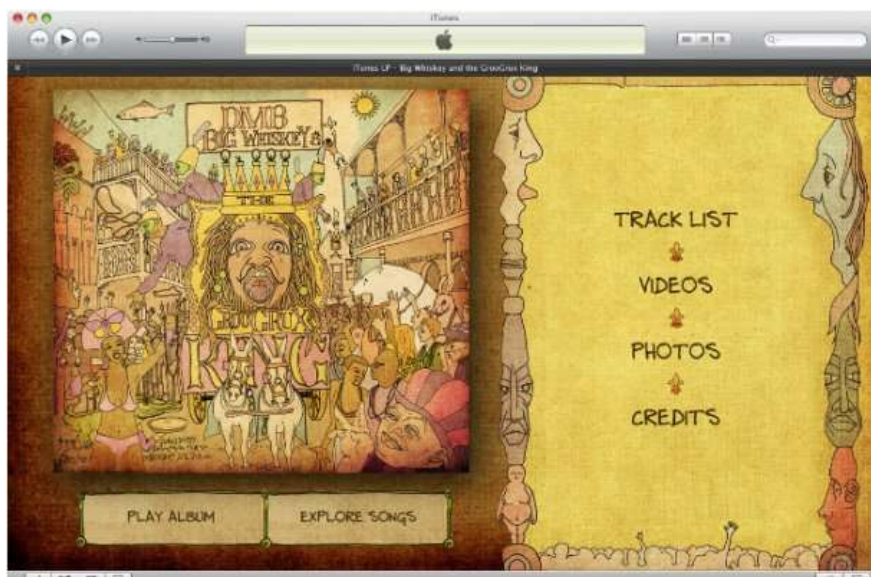 iTunes
iTunes LP - Big Whiskey and the GrooGrux King
DMB
BIG WHISKEY &
THE
GROOGRUX
KING
TRACK LIST
VIDEOS
PHOTOS
CREDITS
PLAY ALBUM
EXPLORE SONGS